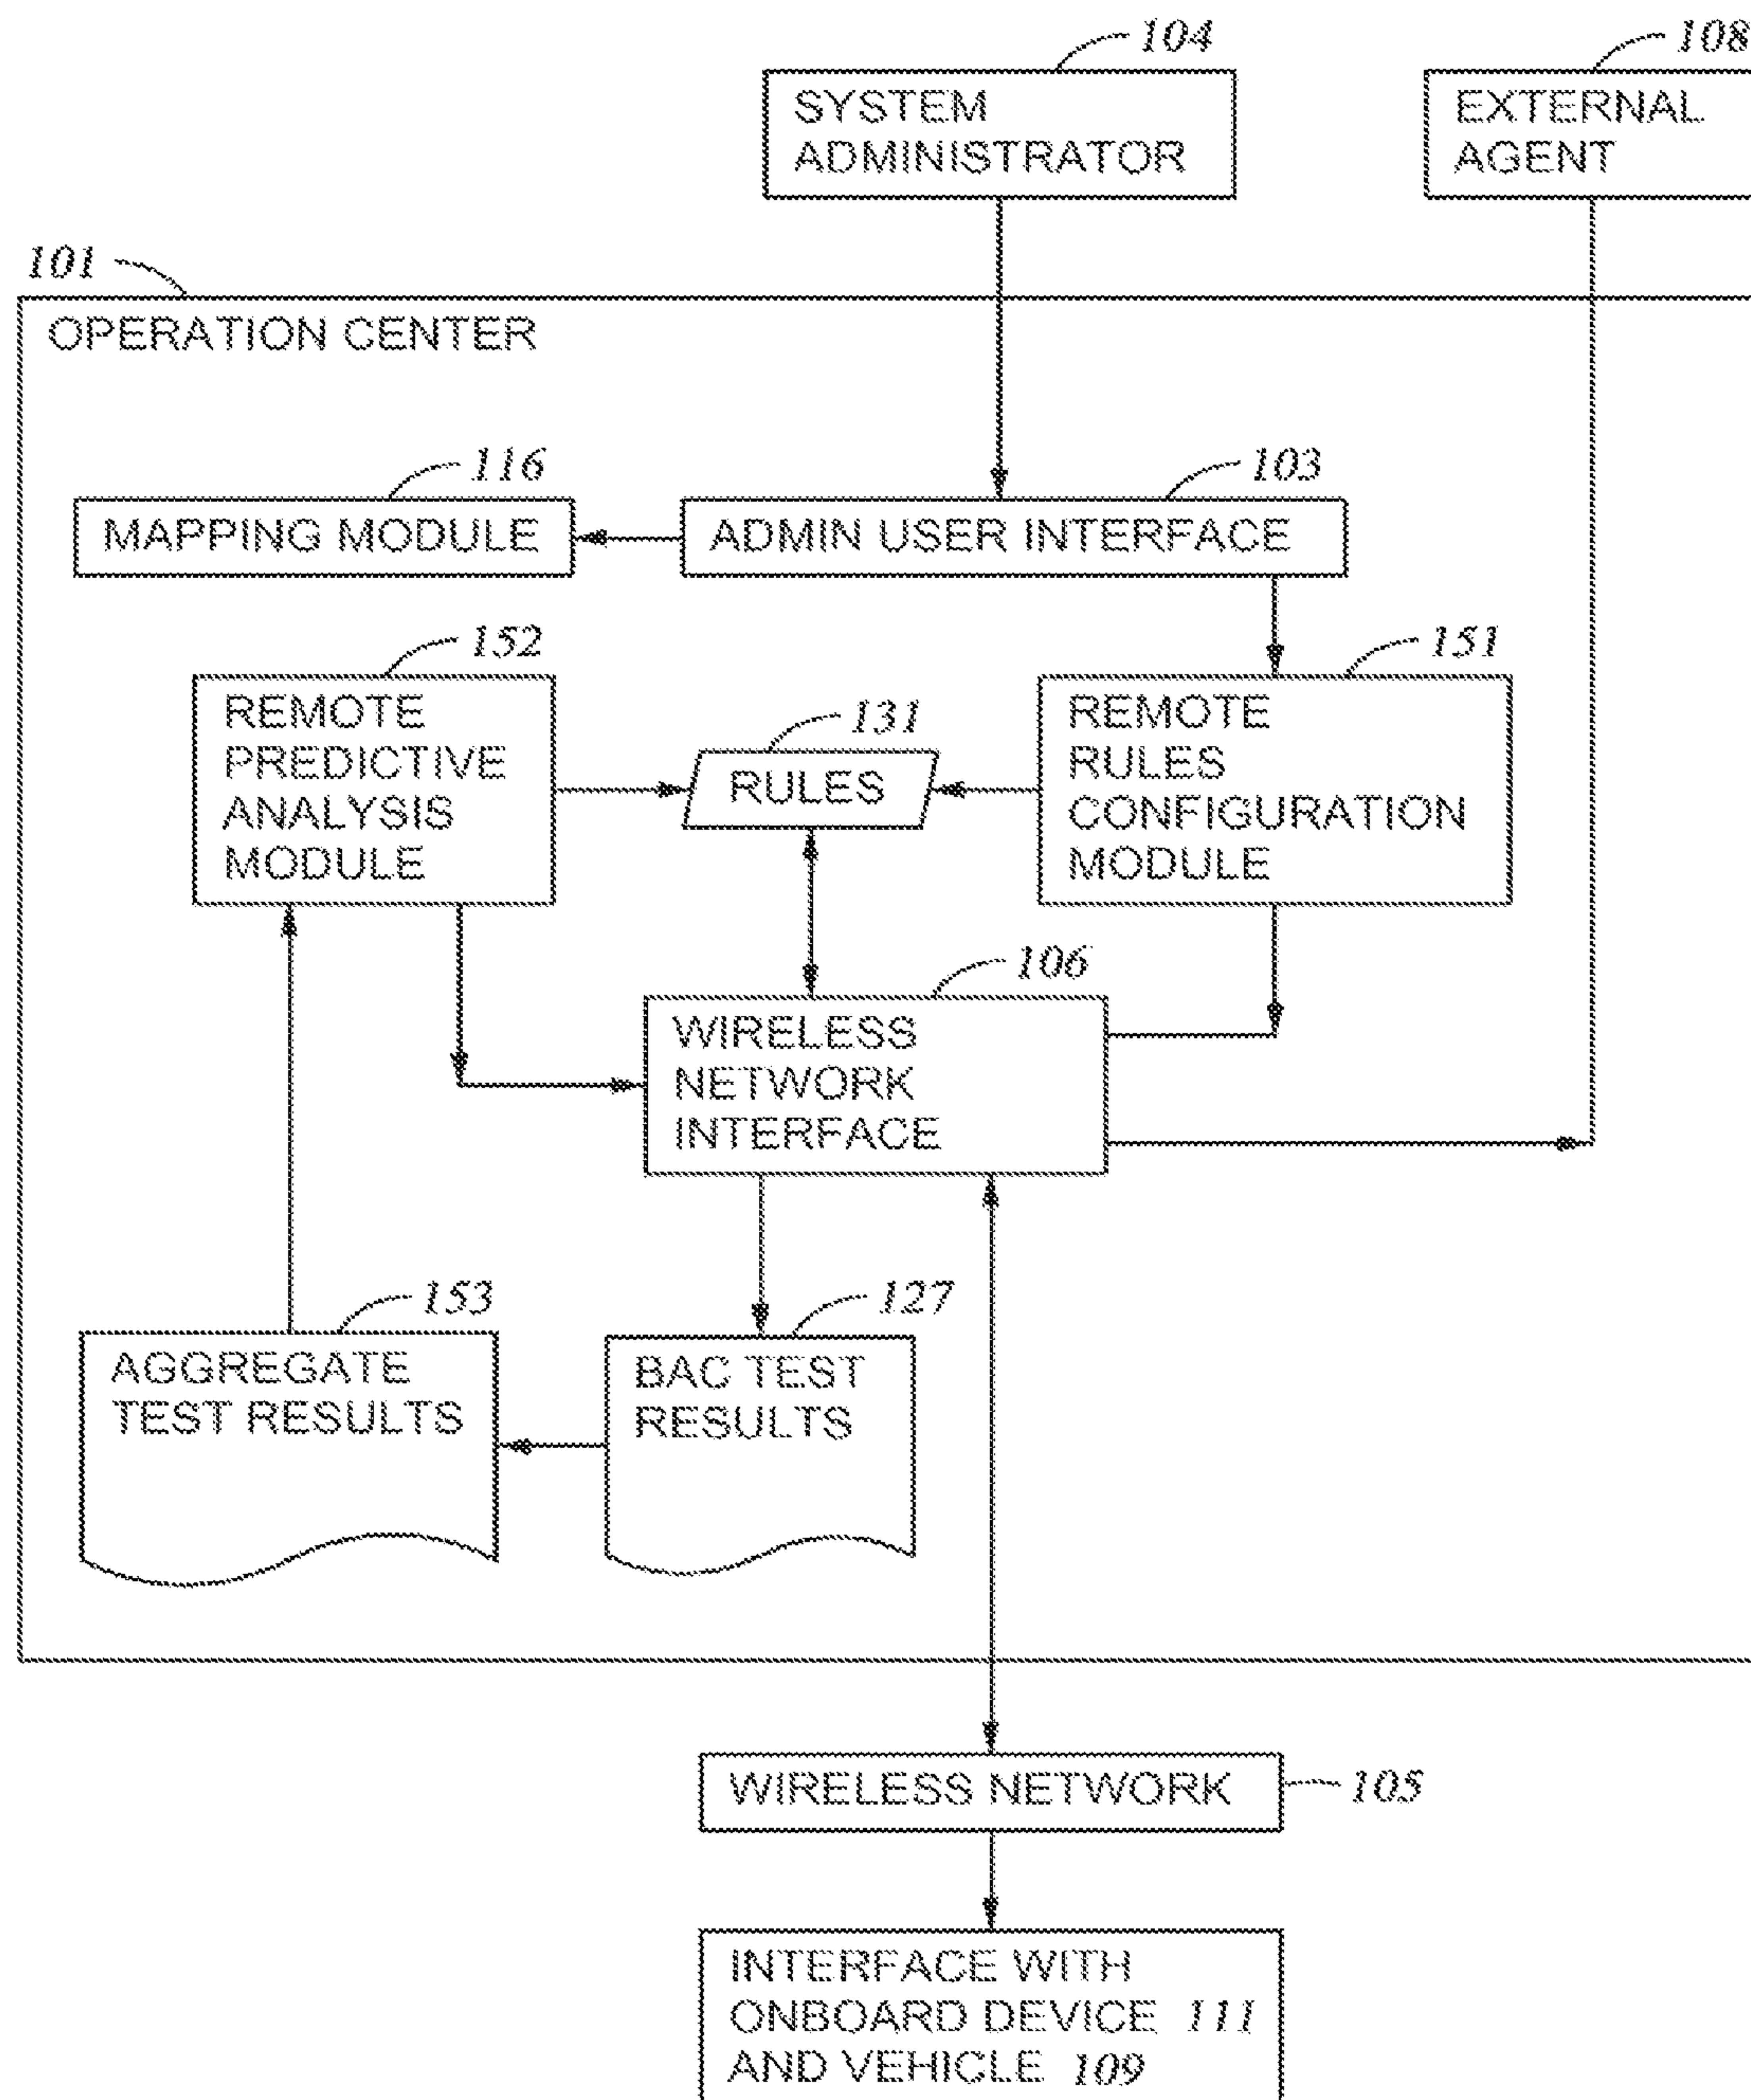 104
108
SYSTEM
ADMINISTRATOR
EXTERNAL
AGENT
101
OPERATION CENTER
116
103
MAPPING MODULE
ADMIN USER INTERFACE
152
151
REMOTE
PREDICTIVE
ANALYSIS
MODULE
131
RULES
REMOTE
RULES
CONFIGURATION
MODULE
106
WIRELESS
NETWORK
INTERFACE
153
127
AGGREGATE
TEST RESULTS
BAC TEST
RESULTS
WIRELESS NETWORK
105
INTERFACE WITH
ONBOARD DEVICE 111
AND VEHICLE 109